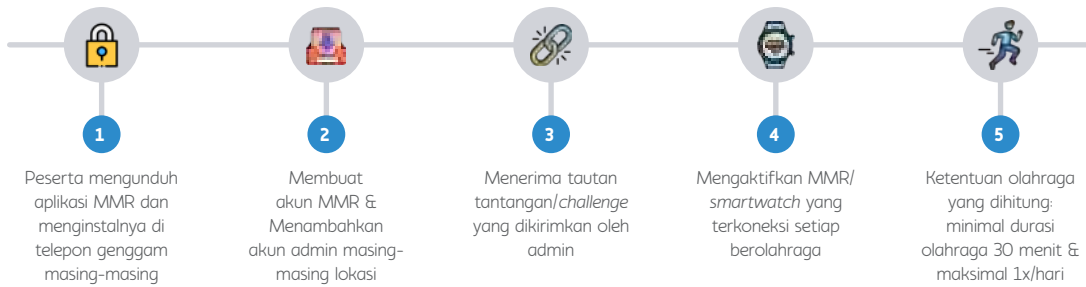 1
Peserta mengunduh
aplikasi MMR dan
menginstalnya di
telepon genggam
masing-masing
2
Membuat
akun MMR &
Menambahkan
akun admin masing-
masing lokasi
3
Menerima tautan
tantangan/challenge
yang dikirimkan oleh
admin
4
Mengaktifkan MMR/
smartwatch yang
terkoneksi setiap
berolahraga
5
Ketentuan olahraga
yang dihitung:
minimal durasi
olahraga 30 menit &
maksimal 1x/hari